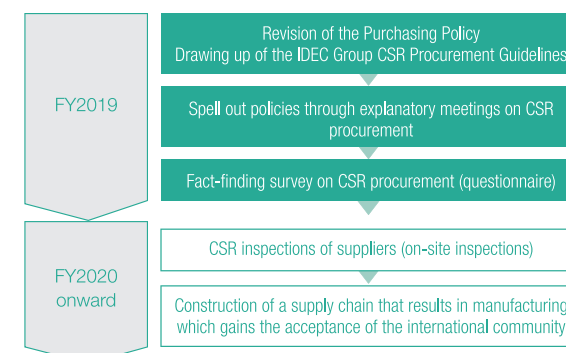 FY2019
Revision of the Purchasing Policy
Drawing up of the IDEC Group CSR Procurement Guidelines
Spell out policies through explanatory meetings on CSR
procurement
Fact-finding survey on CSR procurement (questionnaire)
FY2020
onward
CSR inspections of suppliers (on-site inspections)
Construction of a supply chain that results in manufacturing
which gains the acceptance of the international community